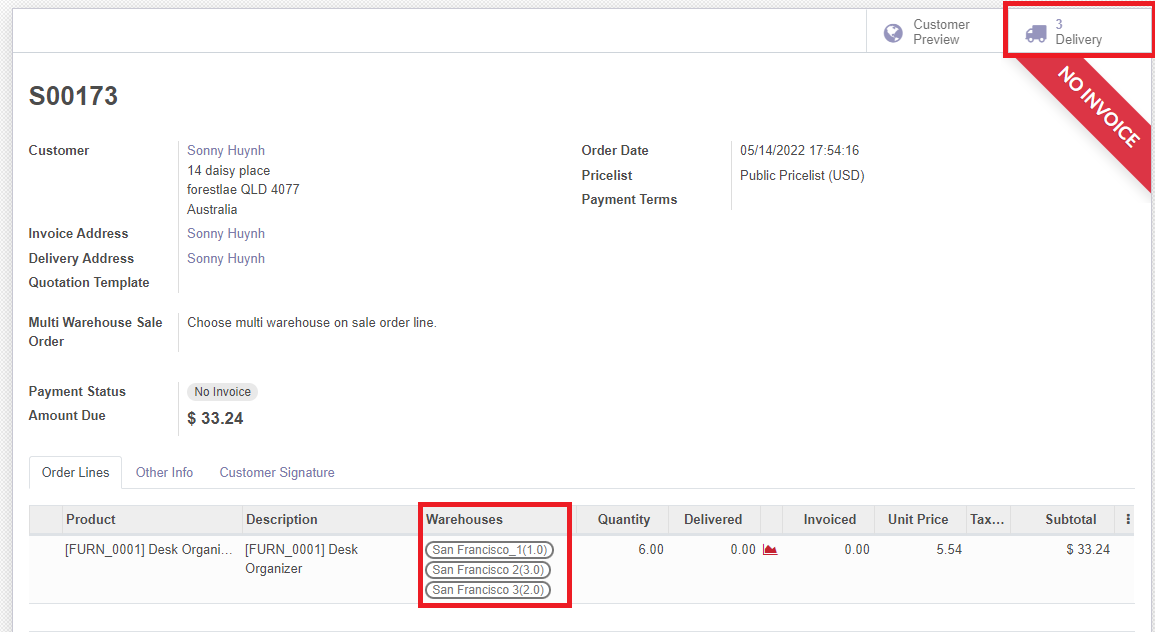 Customer
Preview
3
Delivery
NO INVOICE
S00173
Customer
Sonny Huynh
14 daisy place
forestlae QLD 4077
Australia
Invoice Address
Sonny Huynh
Delivery Address
Sonny Huynh
Quotation Template
Order Date
05/14/2022 17:54:16
Pricelist
Public Pricelist (USD)
Payment Terms
Multi Warehouse Sale
Order
Choose multi warehouse on sale order line.
Payment Status
No Invoice
Amount Due
$ 33.24
Order Lines Other Info Customer Signature
Product Description Warehouses Quantity Delivered Invoiced Unit Price Tax... Subtotal
[FURN_0001] Desk Organi... [FURN_0001] Desk
Organizer
San Francisco_1(1.0)
San Francisco 2(3.0)
San Francisco 3(2.0)
6.00 0.00 0.00 5.54 $ 33.24